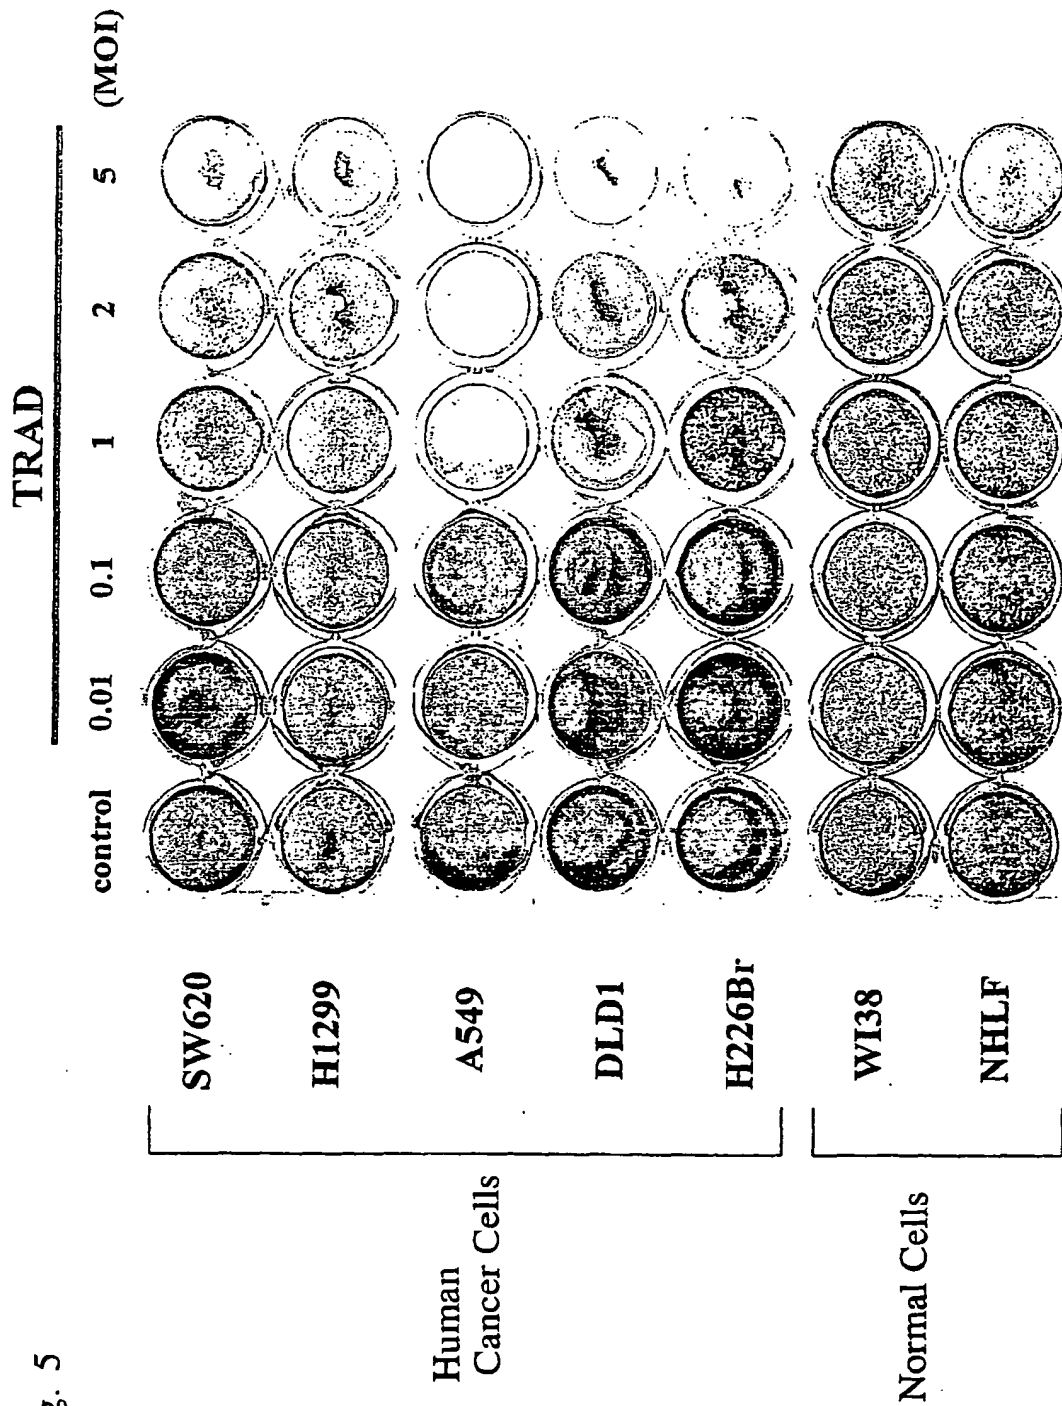 g. 5
TRAD
control 0.01 0.1 1 2 5 (MOI)
Human
Cancer Cells
SW620
H1299
A549
DLD1
H226Br
Normal Cells
WI38
NHLF